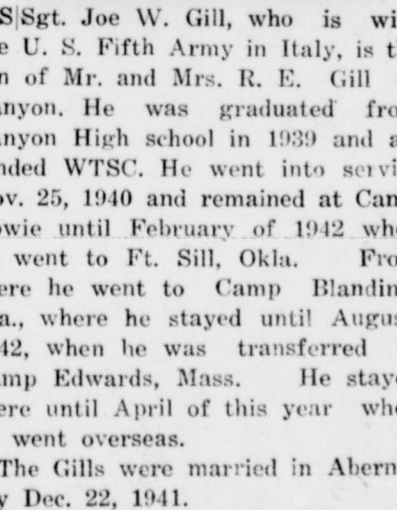 S|Sgt. Joe W. Gill, who is wi
e U. S. Fifth Army in Italy, is t
n of Mr. and Mrs. R. E. Gill
anyon. He was graduated fro
anyon High school in 1939 and a
nded WTSC. He went into servi
ov. 25, 1940 and remained at Cam
owie until February of 1942 whe
went to Ft. Sill, Okla. Fro
ere he went to Camp Blandin
a., where he stayed until Augus
42, when he was transferred
amp Edwards, Mass. He staye
ere until April of this year whe
went overseas.
The Gills were married in Abern
y Dec. 22, 1941.